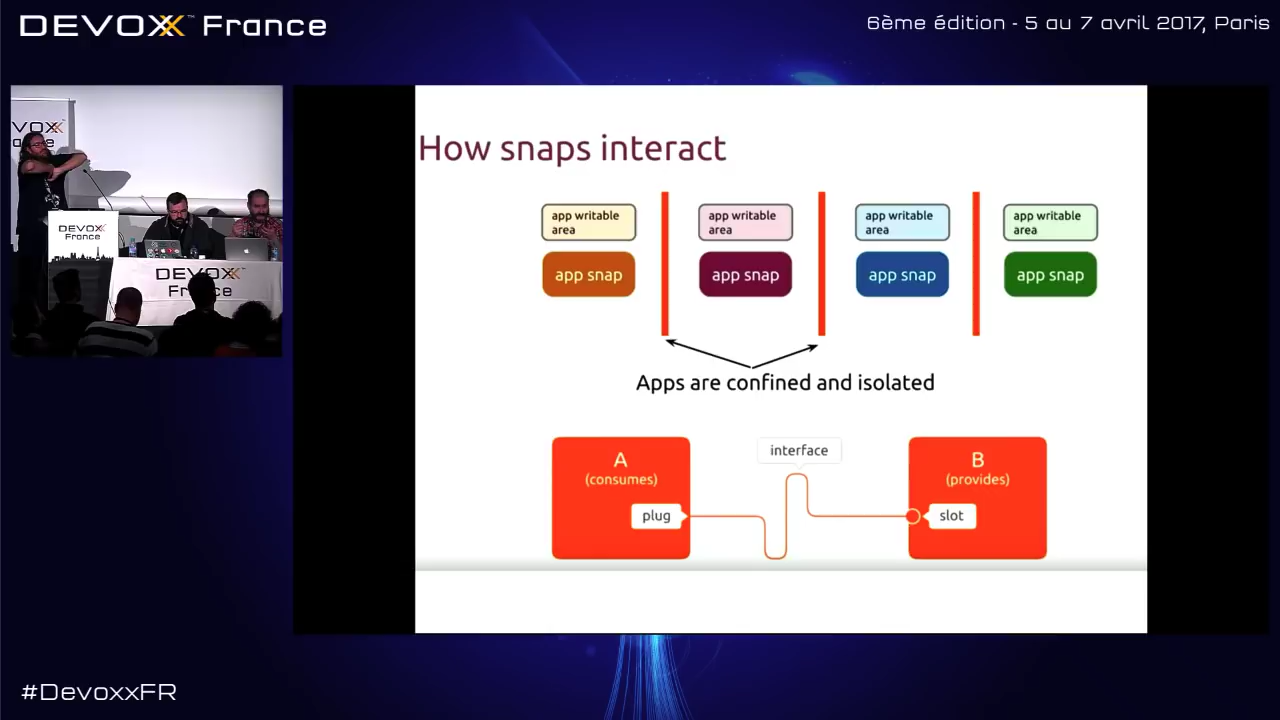 DEVOXX™ France
6ème édition - 5 au 7 avril 2017, Paris
How snaps interact
app writable
area
app snap
app writable
area
app snap
app writable
area
app snap
app writable
area
app snap
Apps are confined and isolated
A
(consumes)
plug
interface
B
(provides)
slot
DEVOXX
France
DEVOXX
France
#DevoxxFR